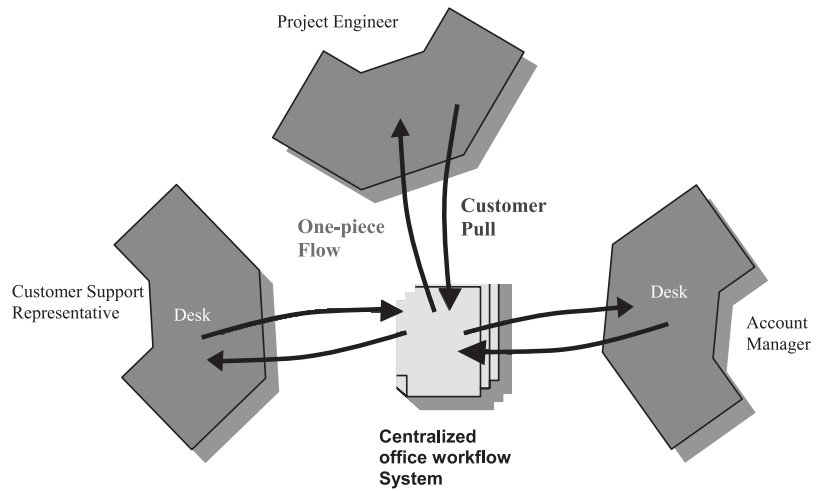 Project Engineer
One-piece
Flow
Customer
Pull
Customer Support
Representative
Desk
Desk
Account
Manager
Centralized
office workflow
System